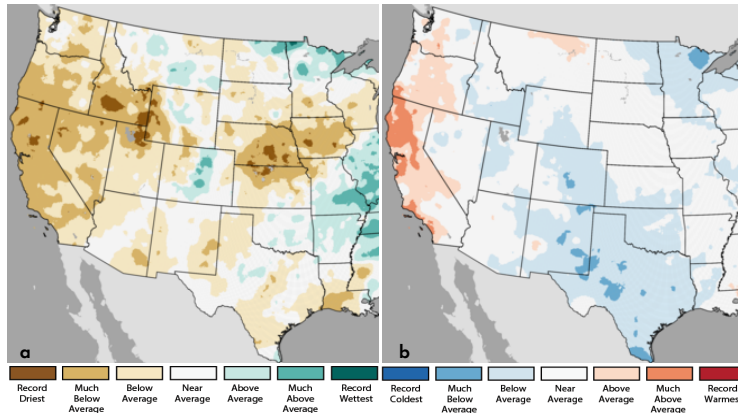 a
b
Record
Driest
Much
Below
Average
Below
Average
Near
Average
Above
Average
Much
Above
Average
Record
Wettest
Record
Coldest
Much
Below
Average
Below
Average
Near
Average
Above
Average
Much
Above
Average
Record
Warmest